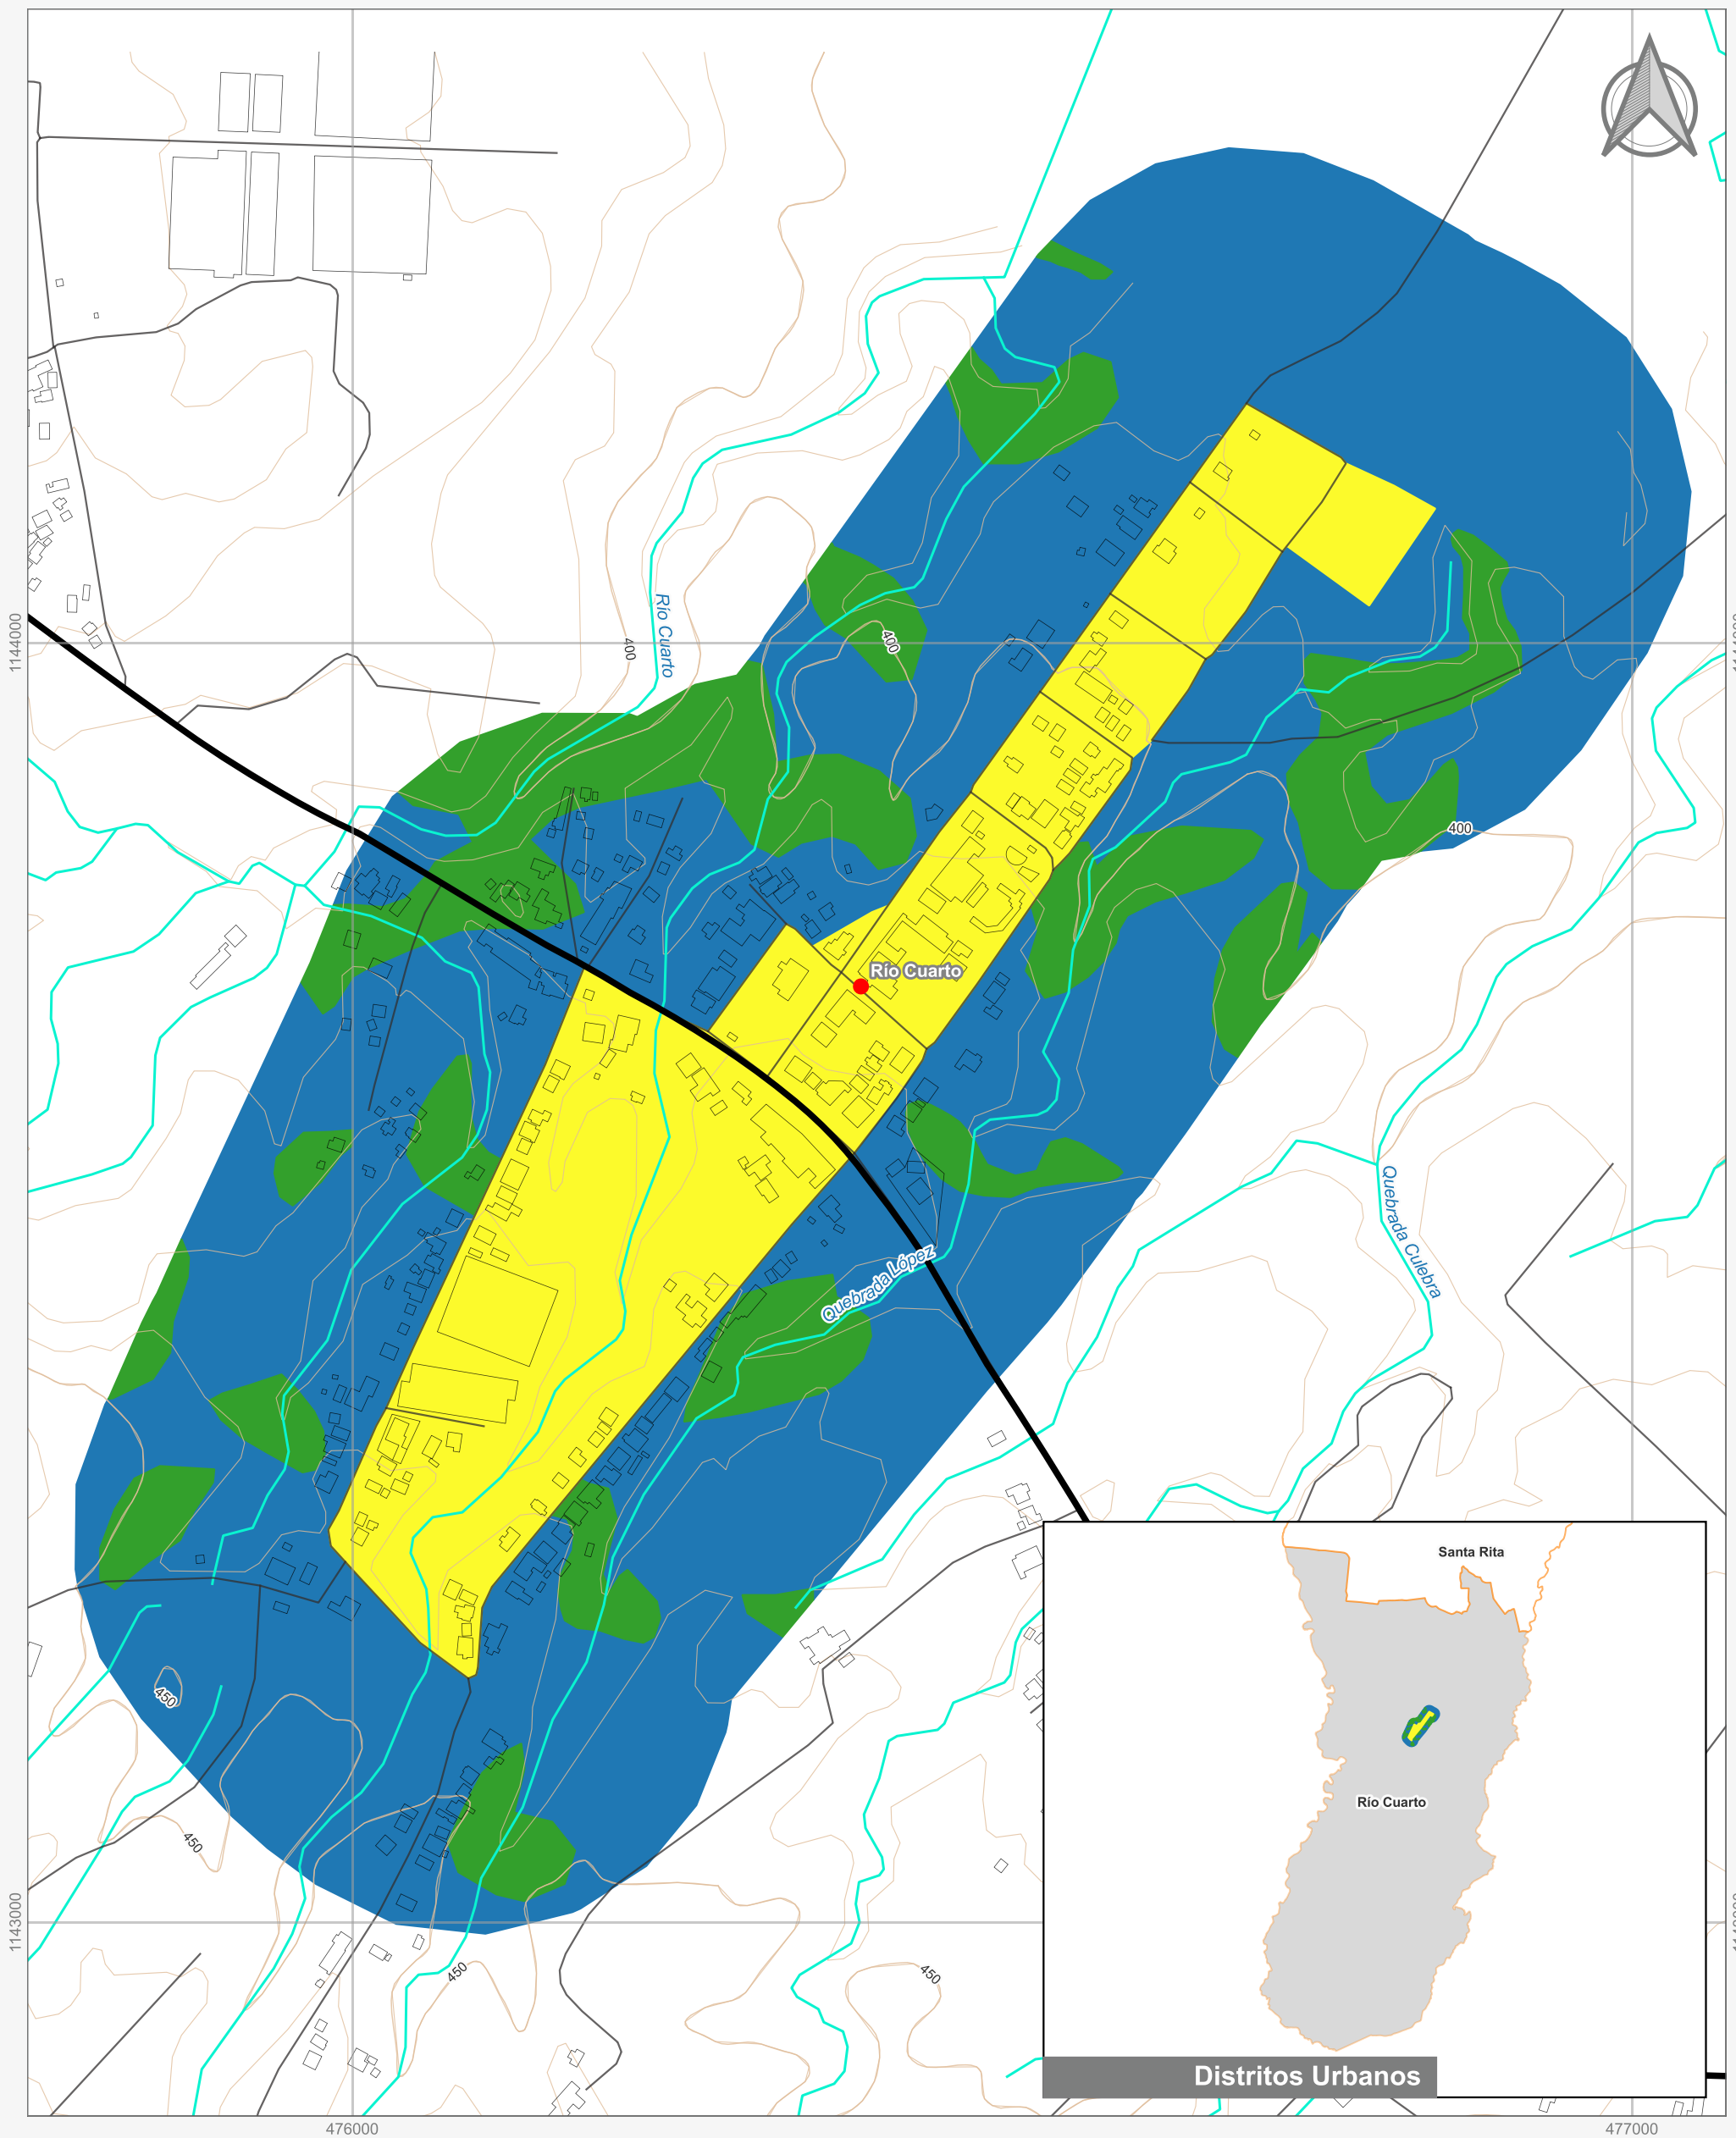 Río Cuarto
400
400
1144000
400
Río Cuarto
Quebrada Culebra
Quebrada López
Santa Rita
450
Río Cuarto
450
1143000
450
450
Distritos Urbanos
476000
477000